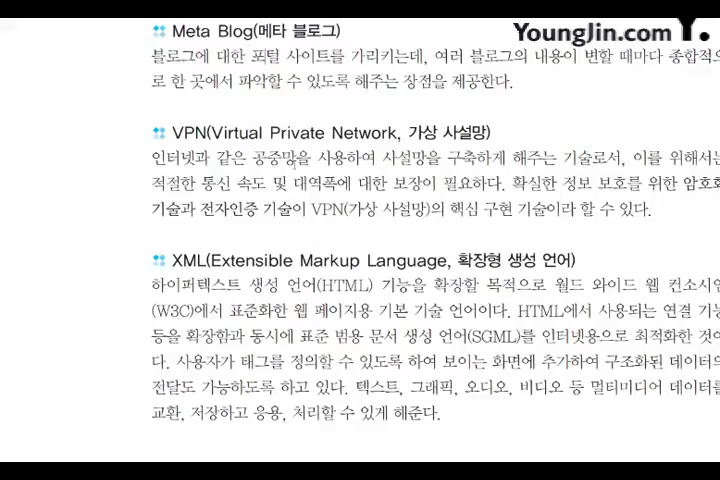 YoungJin.com Y.
Meta Blog(메타 블로그)
블로그에 대한 포털 사이트를 가리키는데, 여러 블로그의 내용이 변할 때마다 종합적으
로 한 곳에서 파악할 수 있도록 해주는 장점을 제공한다.
VPN(Virtual Private Network, 가상 사설망)
인터넷과 같은 공중망을 사용하여 사설망을 구축하게 해주는 기술로서, 이를 위해서는
적절한 통신 속도 및 대역폭에 대한 보장이 필요하다. 확실한 정보 보호를 위한 암호화
기술과 전자인증 기술이 VPN(가상 사설망)의 핵심 구현 기술이라 할 수 있다.
XML(Extensible Markup Language, 확장형 생성 언어)
하이퍼텍스트 생성 언어(HTML) 기능을 확장할 목적으로 월드 와이드 웹 컨소시엄
(W3C)에서 표준화한 웹 페이지용 기본 기술 언어이다. HTML에서 사용되는 연결 기능
등을 확장함과 동시에 표준 범용 문서 생성 언어(SGML)를 인터넷용으로 최적화한 것이
다. 사용자가 태그를 정의할 수 있도록 하여 보이는 화면에 추가하여 구조화된 데이터의
전달도 가능하도록 하고 있다. 텍스트, 그래픽, 오디오, 비디오 등 멀티미디어 데이터를
교환, 저장하고 응용, 처리할 수 있게 해준다.